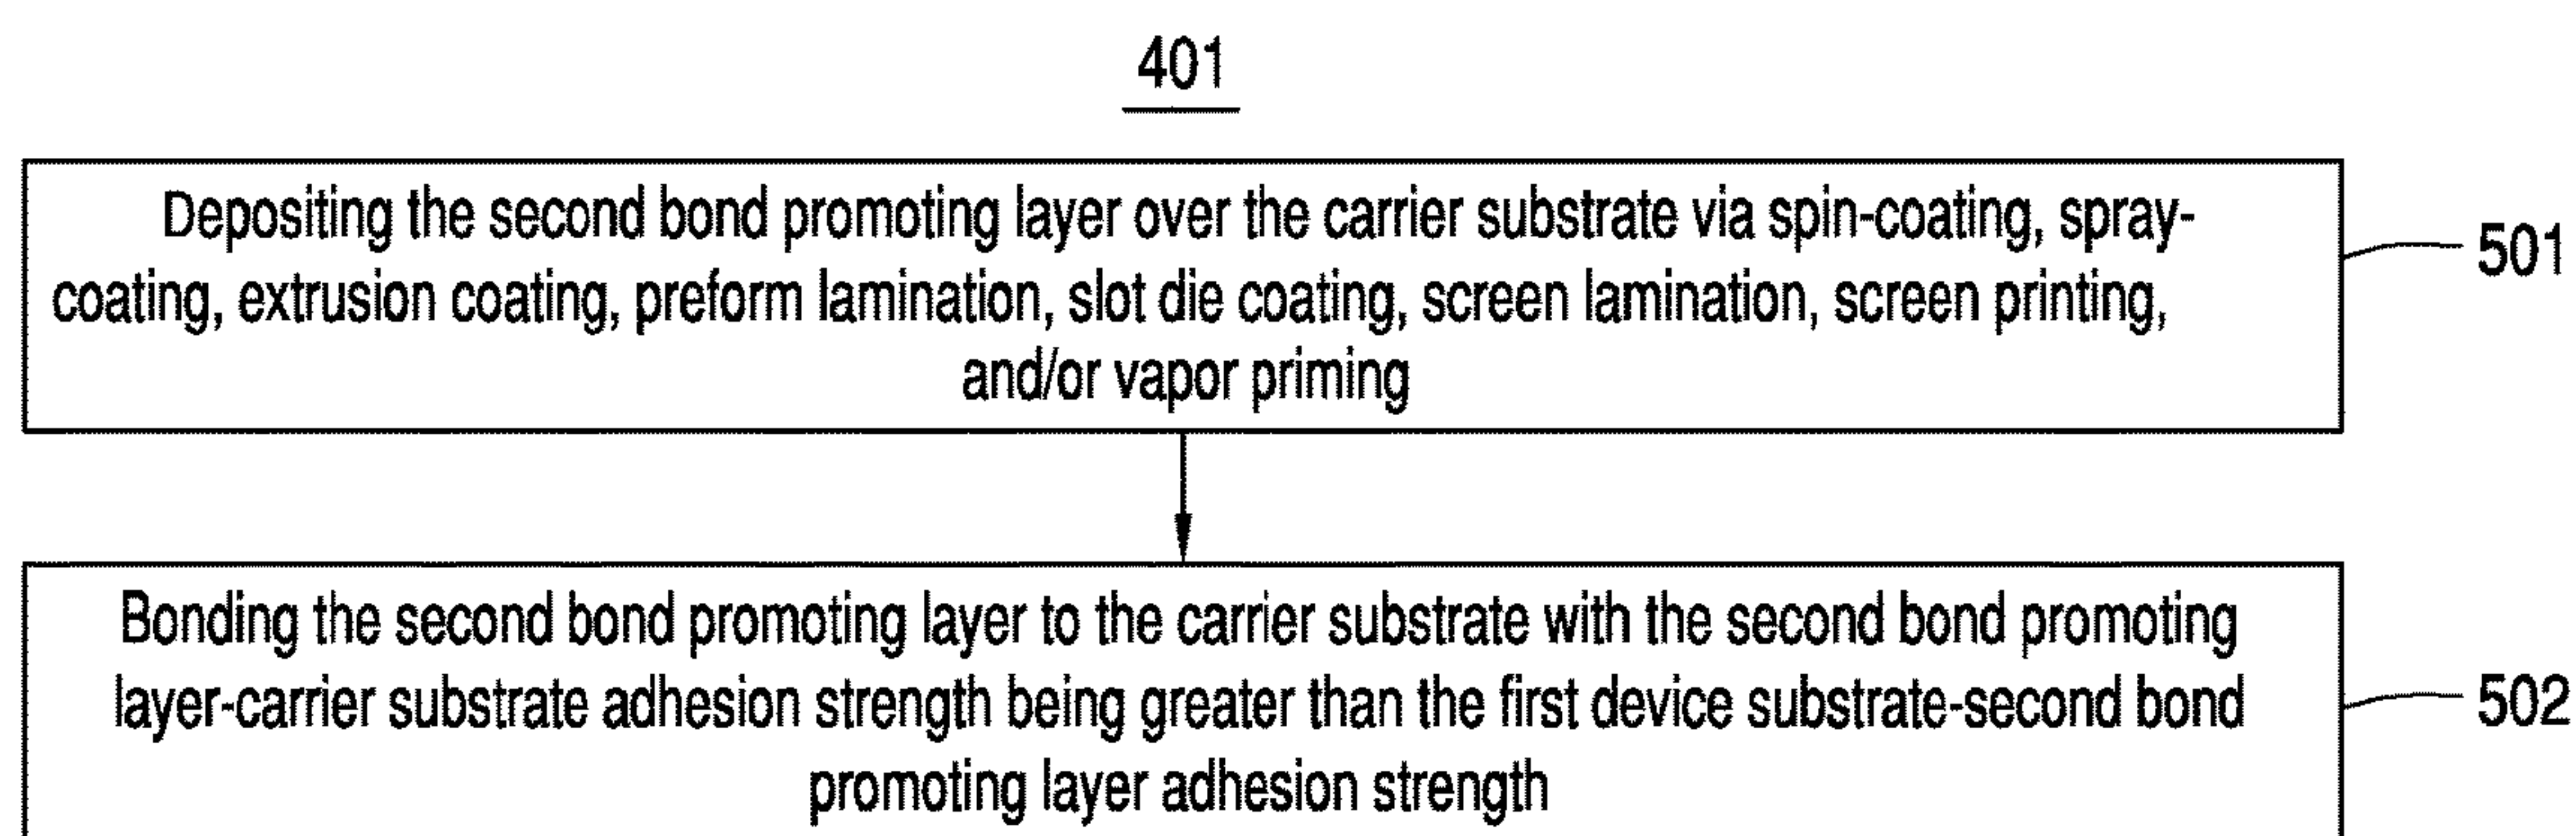 401
Depositing the second bond promoting layer over the carrier substrate via spin-coating, spray-
coating, extrusion coating, preform lamination, slot die coating, screen lamination, screen printing,
and/or vapor priming
501
Bonding the second bond promoting layer to the carrier substrate with the second bond promoting
layer-carrier substrate adhesion strength being greater than the first device substrate-second bond
promoting layer adhesion strength
502